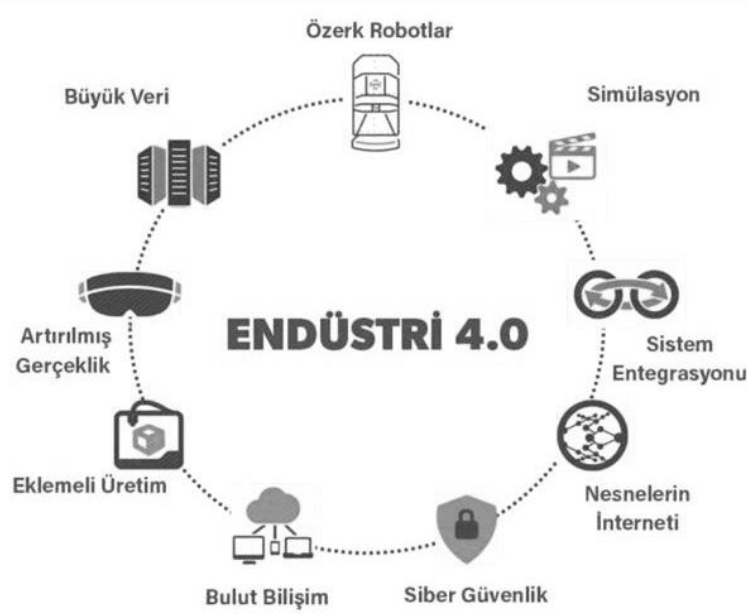 Özerk Robotlar
Büyük Veri
Simülasyon
ENDÜSTRİ 4.0
Artırılmış
Gerçeklik
Sistem
Entegrasyonu
Eklemeli Üretim
Nesnelerin
İnterneti
Bulut Bilişim
Siber Güvenlik